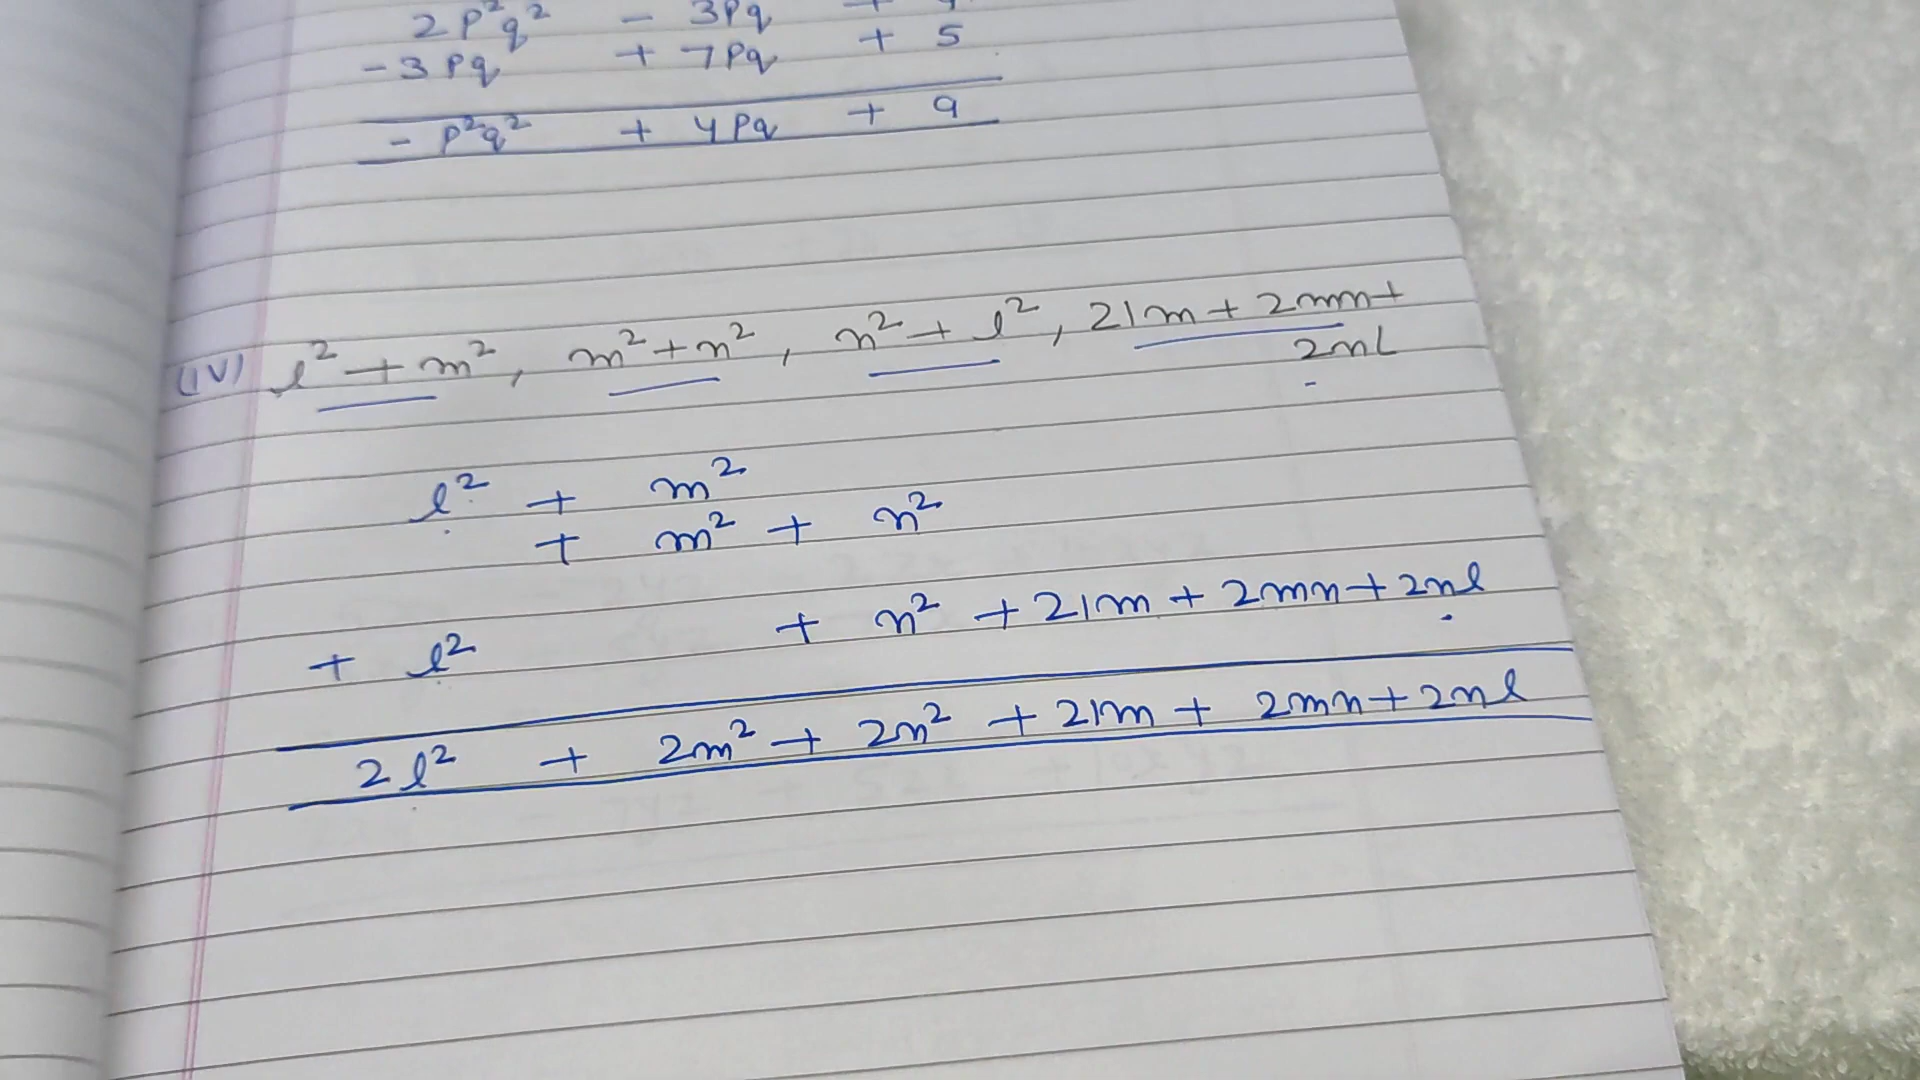 2p²q² - 3pq +
-3pq + 7pq + 5
- p²q² + 4pq + 9
(iv) l² + m², m² + n², n² + l², 2lm + 2mn +
2nl
l² + m²
+ m² + n²
+ l² + n² + 2lm + 2mn + 2nl
2l² + 2m² + 2n² + 2lm + 2mn + 2nl